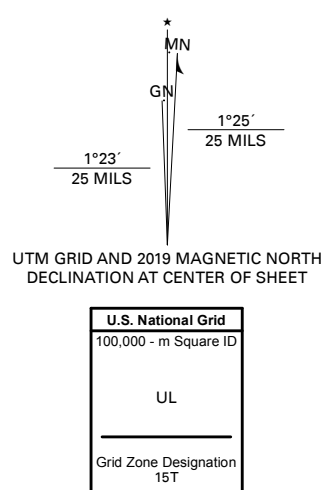 ★
MN
GN
1°25´
25 MILS
1°23´
25 MILS
UTM GRID AND 2019 MAGNETIC NORTH
DECLINATION AT CENTER OF SHEET
U.S. National Grid
100,000 - m Square ID
UL
Grid Zone Designation
15T